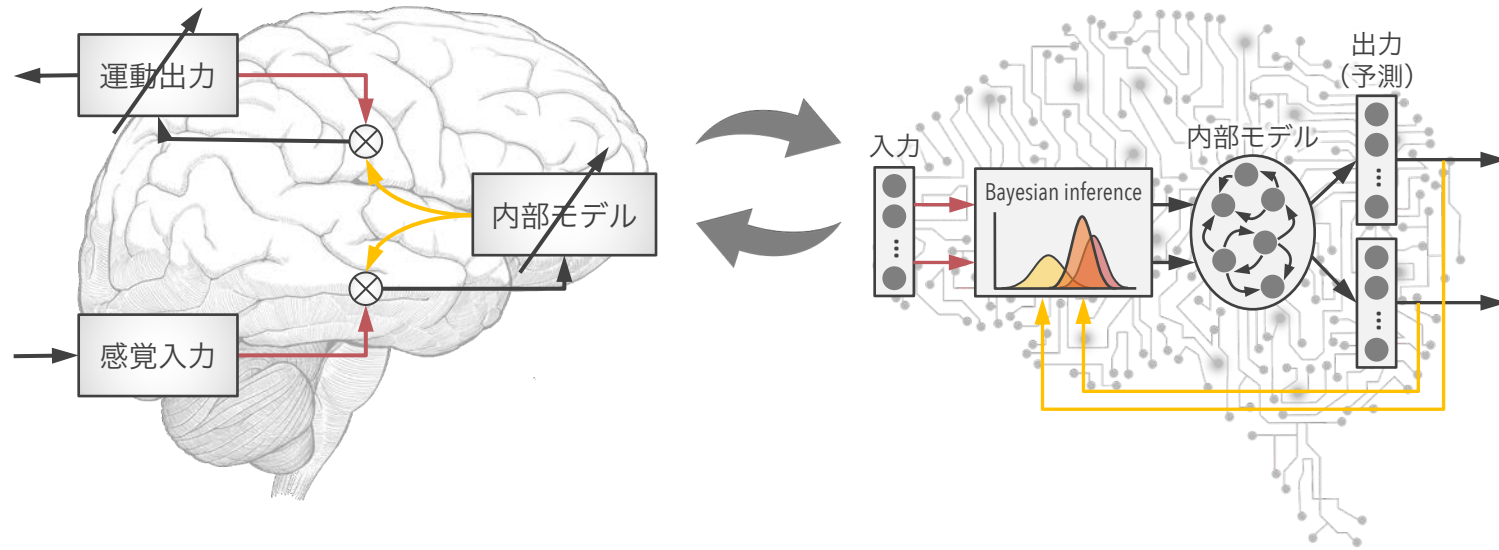 運動出力
内部モデル
感覚入力
入力
Bayesian inference
内部モデル
出力
（予測）